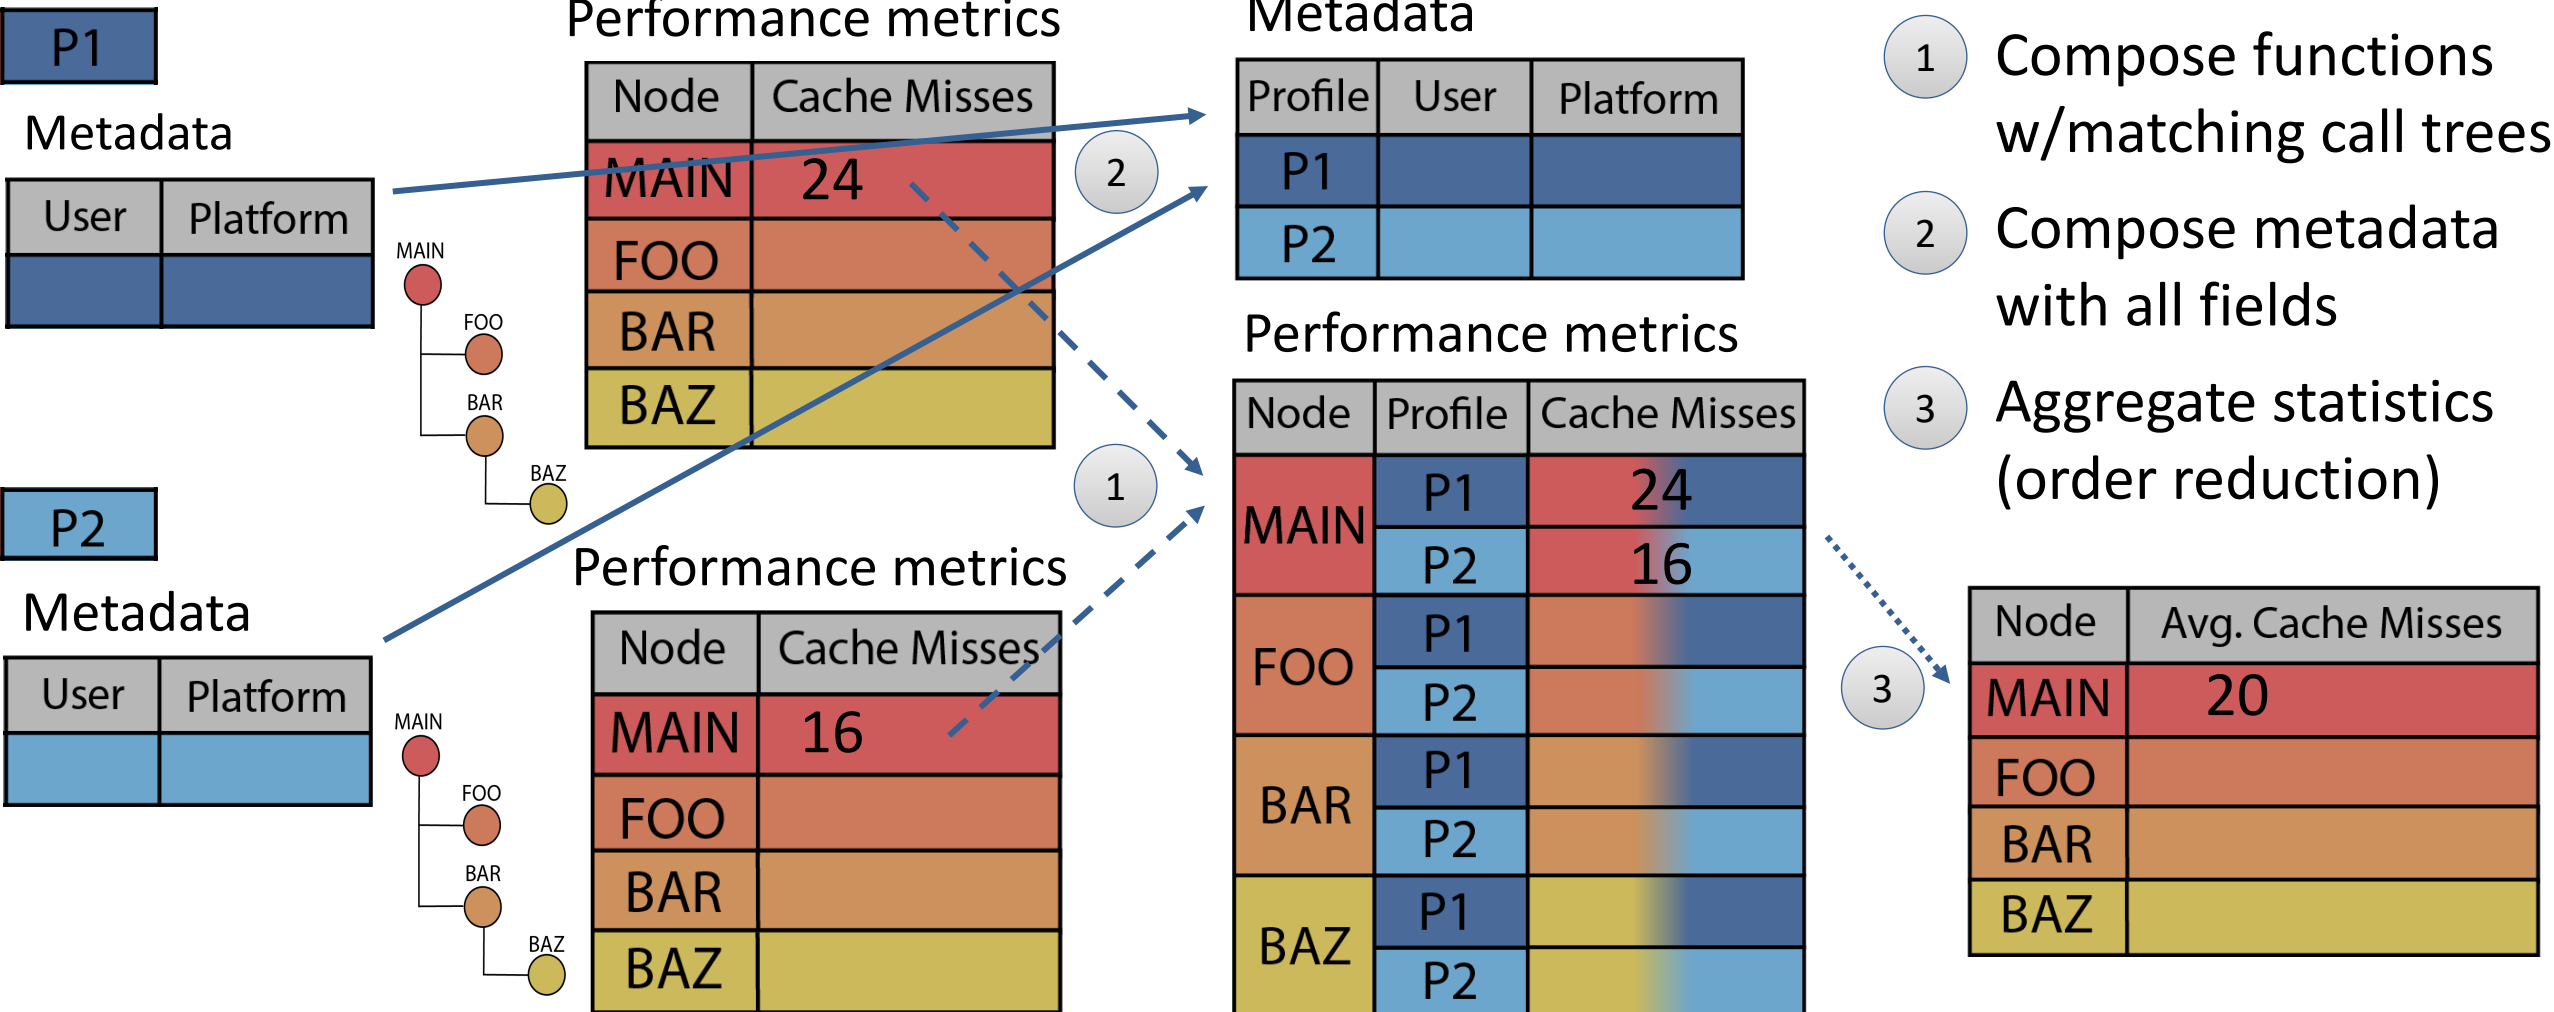 P1
Metadata
User Platform
MAIN
FOO
BAR
BAZ
Performance metrics
Node Cache Misses
MAIN 24
FOO
BAR
BAZ
P2
Metadata
User Platform
MAIN
FOO
BAR
BAZ
Performance metrics
Node Cache Misses
MAIN 16
FOO
BAR
BAZ
2
1
Metadata
Profile User Platform
P1
P2
Performance metrics
Node Profile Cache Misses
MAIN P1 24
P2 16
FOO P1
P2
BAR P1
P2
BAZ P1
P2
1 Compose functions
w/matching call trees
2 Compose metadata
with all fields
3 Aggregate statistics
(order reduction)
3
Node Avg. Cache Misses
MAIN 20
FOO
BAR
BAZ